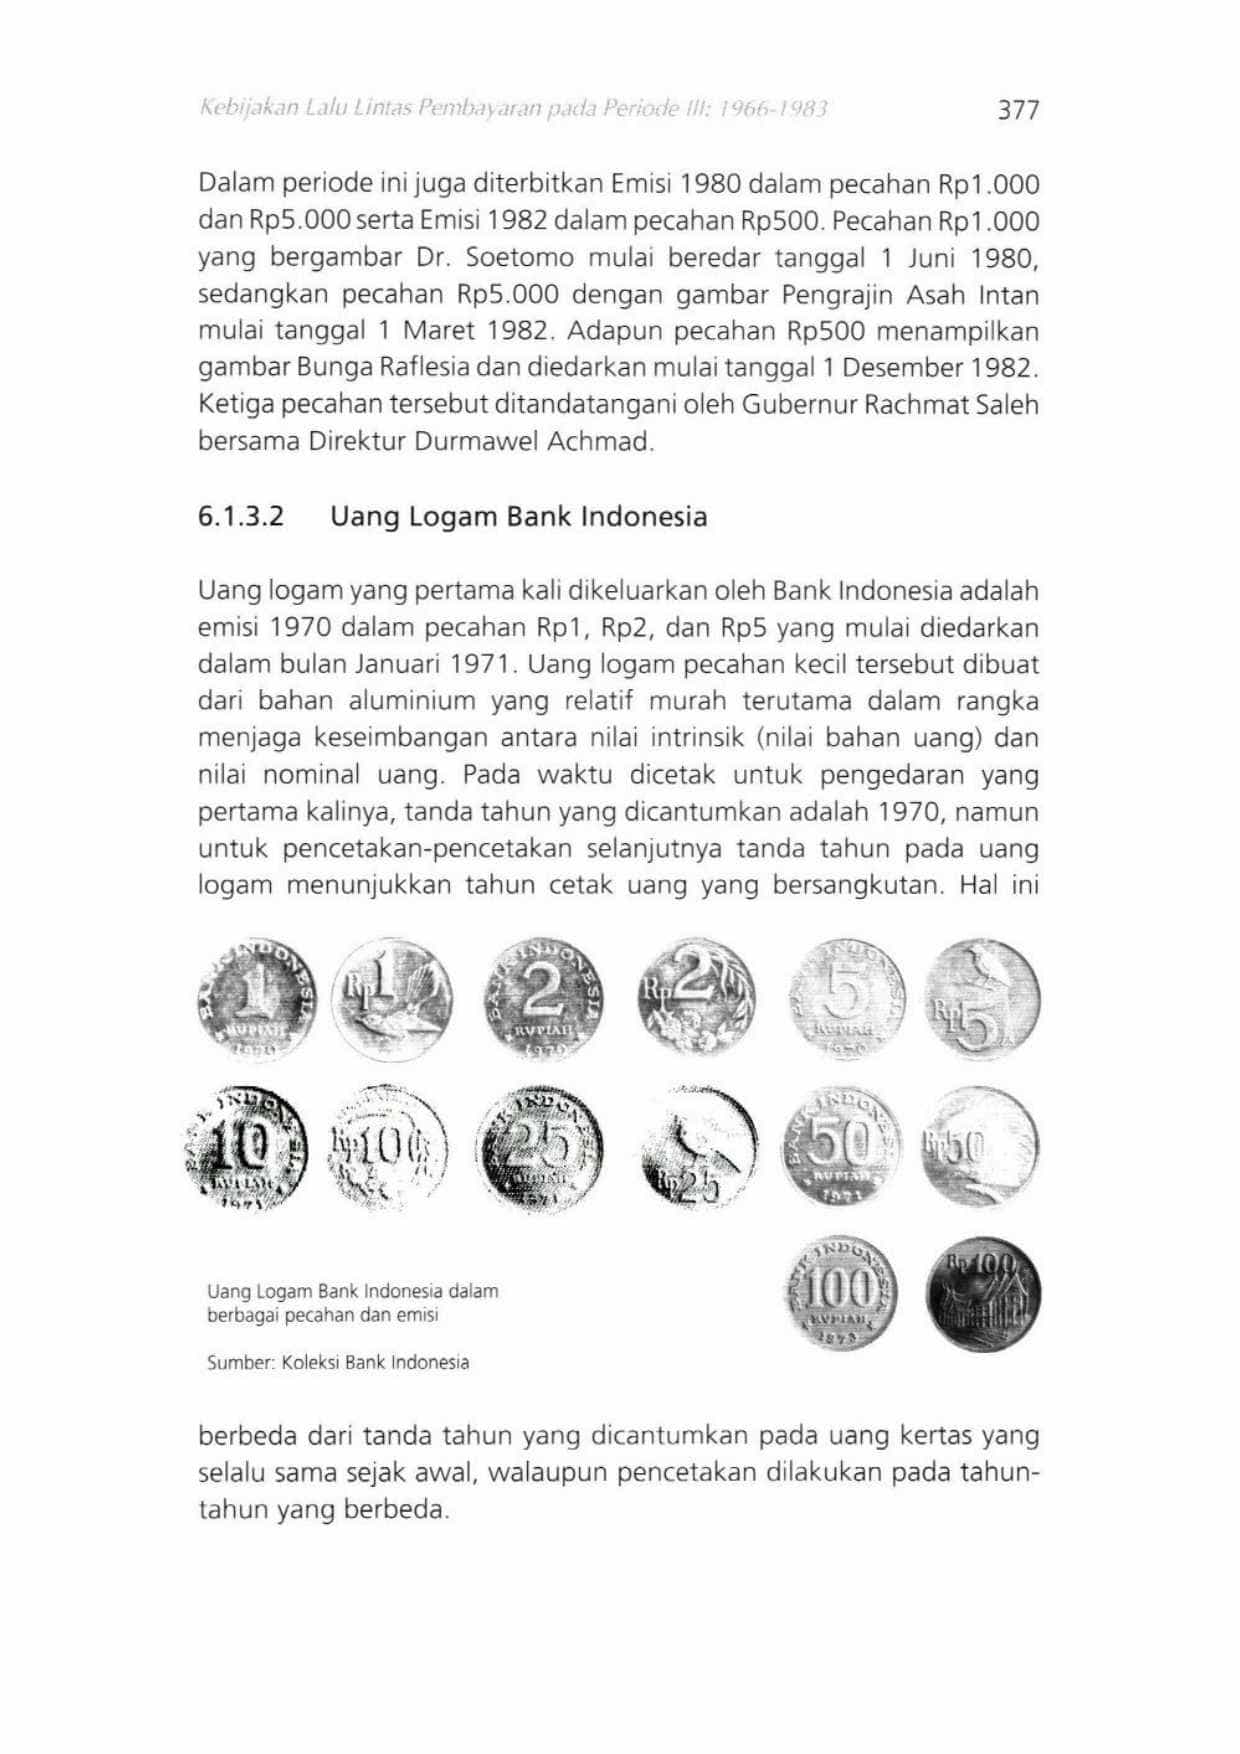 Kebijakan Lalu Lintas Pembayaran pada Periode III: 1966-1983 377
Dalam periode ini juga diterbitkan Emisi 1980 dalam pecahan Rp1.000
dan Rp5.000 serta Emisi 1982 dalam pecahan Rp500. Pecahan Rp1.000
yang bergambar Dr. Soetomo mulai beredar tanggal 1 Juni 1980,
sedangkan pecahan Rp5.000 dengan gambar Pengrajin Asah Intan
mulai tanggal 1 Maret 1982. Adapun pecahan Rp500 menampilkan
gambar Bunga Raflesia dan diedarkan mulai tanggal 1 Desember 1982.
Ketiga pecahan tersebut ditandatangani oleh Gubernur Rachmat Saleh
bersama Direktur Durmawel Achmad.
6.1.3.2 Uang Logam Bank Indonesia
Uang logam yang pertama kali dikeluarkan oleh Bank Indonesia adalah
emisi 1970 dalam pecahan Rp1, Rp2, dan Rp5 yang mulai diedarkan
dalam bulan Januari 1971. Uang logam pecahan kecil tersebut dibuat
dari bahan aluminium yang relatif murah terutama dalam rangka
menjaga keseimbangan antara nilai intrinsik (nilai bahan uang) dan
nilai nominal uang. Pada waktu dicetak untuk pengedaran yang
pertama kalinya, tanda tahun yang dicantumkan adalah 1970, namun
untuk pencetakan-pencetakan selanjutnya tanda tahun pada uang
logam menunjukkan tahun cetak uang yang bersangkutan. Hal ini
BANK INDONESIA 1 RUPIAH 1970
Rp1
BANK INDONESIA 2 RUPIAH 1970
Rp2
BANK INDONESIA 5 RUPIAH 1970
Rp5
BANK INDONESIA 10 RUPIAH 1971
Rp10
BANK INDONESIA 25 RUPIAH 1971
Rp25
BANK INDONESIA 50 RUPIAH 1971
Rp50
BANK INDONESIA 100 RUPIAH 1973
Rp100
Uang Logam Bank Indonesia dalam
berbagai pecahan dan emisi
Sumber: Koleksi Bank Indonesia
berbeda dari tanda tahun yang dicantumkan pada uang kertas yang
selalu sama sejak awal, walaupun pencetakan dilakukan pada tahun-
tahun yang berbeda.